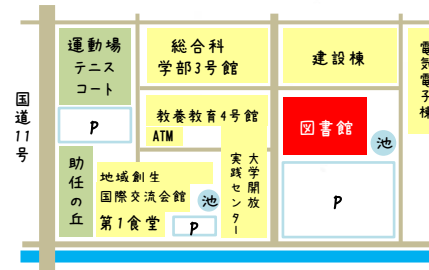 運動場
テニス
コート
総合科
学部3号館
建設棟
電気電子棟
国道11号
P
教養教育4号館
ATM
図書館
池
助任の丘
地域創生
国際交流会館
第1食堂
池
P
大学開放
実践センター
P